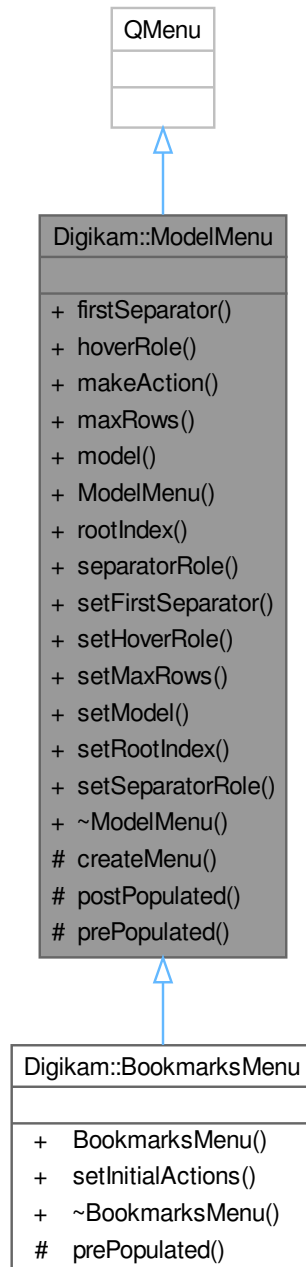 QMenu
Digikam::ModelMenu
+ firstSeparator()
+ hoverRole()
+ makeAction()
+ maxRows()
+ model()
+ ModelMenu()
+ rootIndex()
+ separatorRole()
+ setFirstSeparator()
+ setHoverRole()
+ setMaxRows()
+ setModel()
+ setRootIndex()
+ setSeparatorRole()
+ ~ModelMenu()
# createMenu()
# postPopulated()
# prePopulated()
Digikam::BookmarksMenu
+ BookmarksMenu()
+ setInitialActions()
+ ~BookmarksMenu()
# prePopulated()